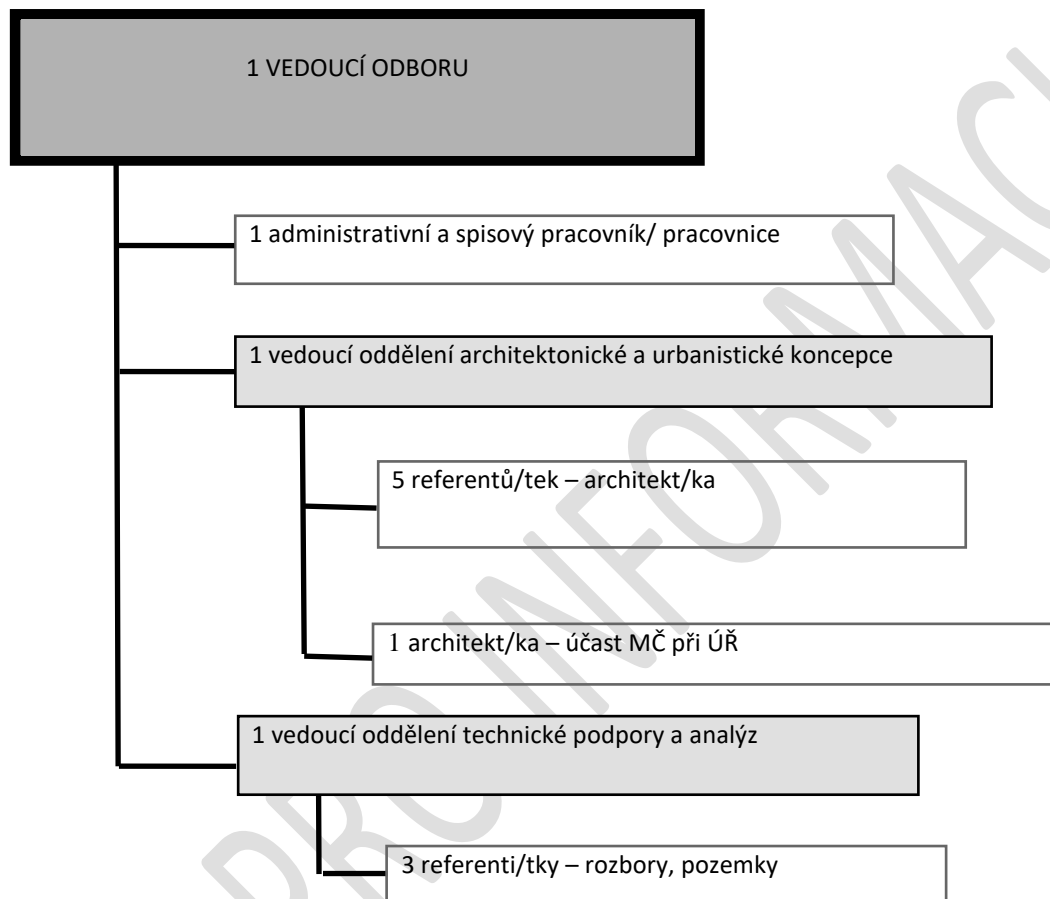 1 VEDOUCÍ ODBORU
1 administrativní a spisový pracovník/ pracovnice
1 vedoucí oddělení architektonické a urbanistické koncepce
5 referentů/tek – architekt/ka
1 architekt/ka – účast MČ při ÚŘ
1 vedoucí oddělení technické podpory a analýz
3 referenti/tky – rozbory, pozemky
PRO INFORMACI